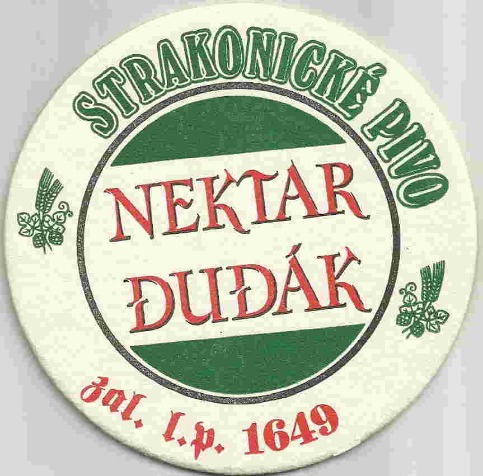 STRAKONICKÉ PIVO
NEKTAR
DUDÁK
zal. l.p. 1649